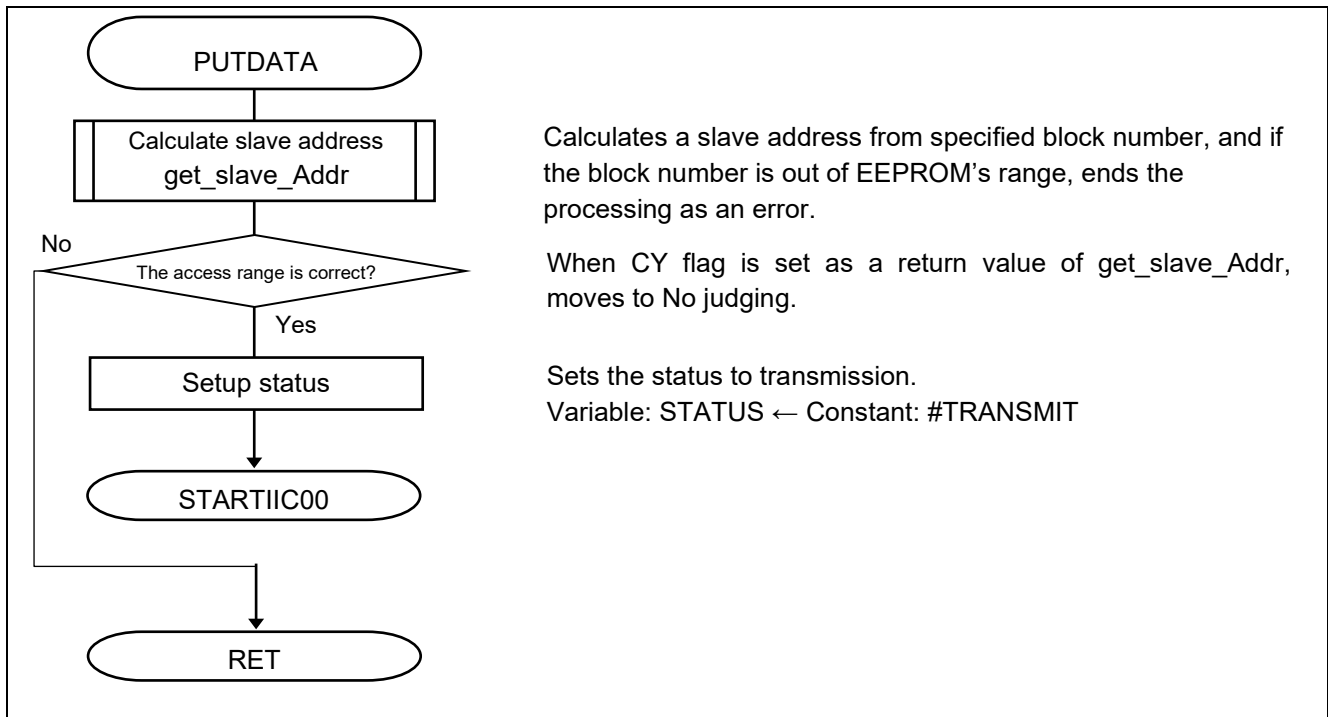 PUTDATA
Calculate slave address
get_slave_Addr
Calculates a slave address from specified block number, and if
the block number is out of EEPROM’s range, ends the
processing as an error.
No
The access range is correct?
When CY flag is set as a return value of get_slave_Addr,
moves to No judging.
Yes
Setup status
Sets the status to transmission.
Variable: STATUS ← Constant: #TRANSMIT
STARTIIC00
RET